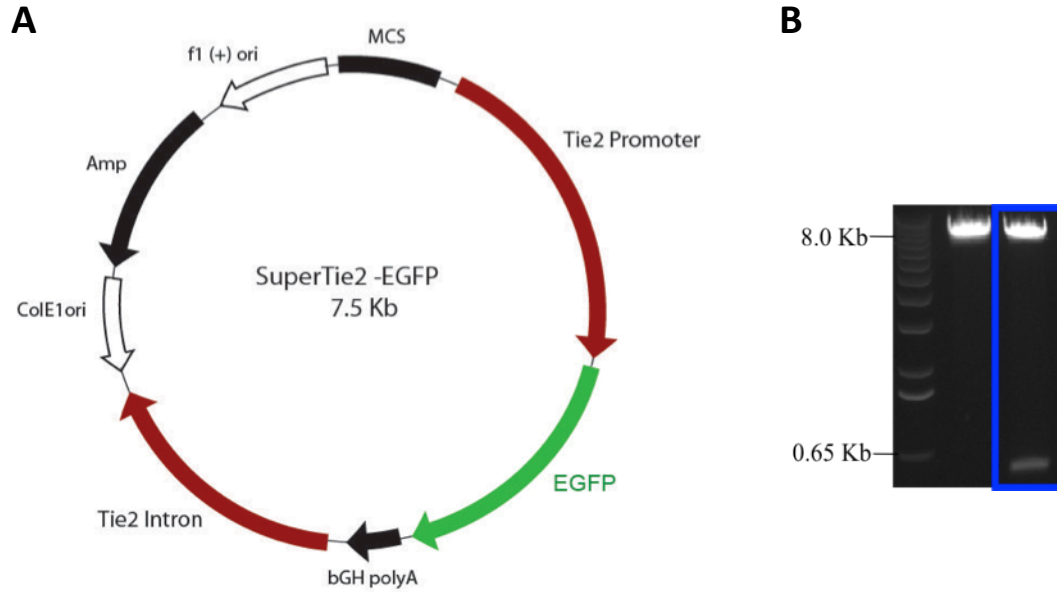 A
B
f1 (+) ori
MCS
Tie2 Promoter
Amp
SuperTie2 -EGFP
7.5 Kb
ColE1ori
8.0 Kb
0.65 Kb
EGFP
Tie2 Intron
bGH polyA